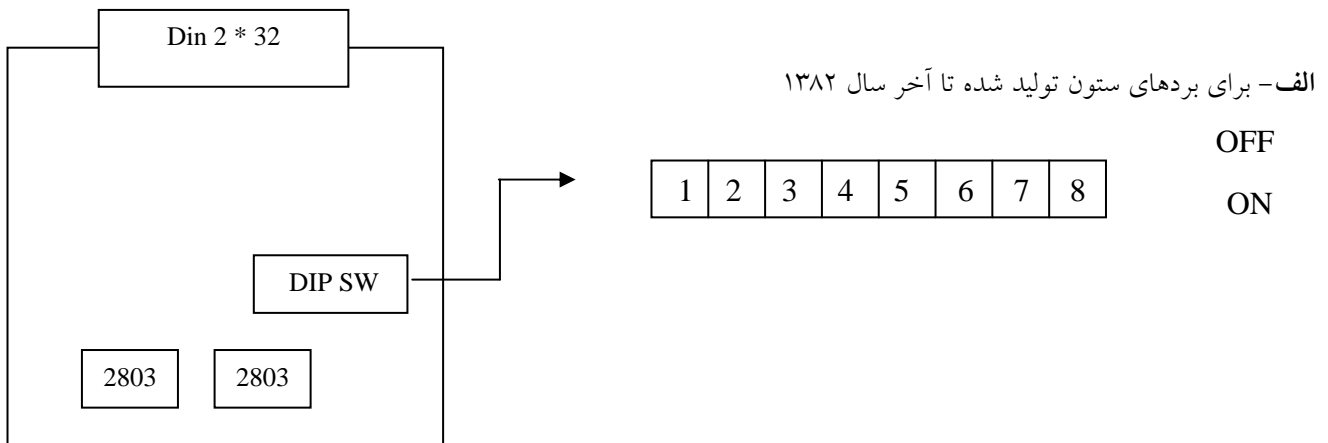 Din 2 * 32
الف- برای بردهای ستون تولید شده تا آخر سال ۱۳۸۲
OFF
1 2 3 4 5 6 7 8
ON
DIP SW
2803 2803